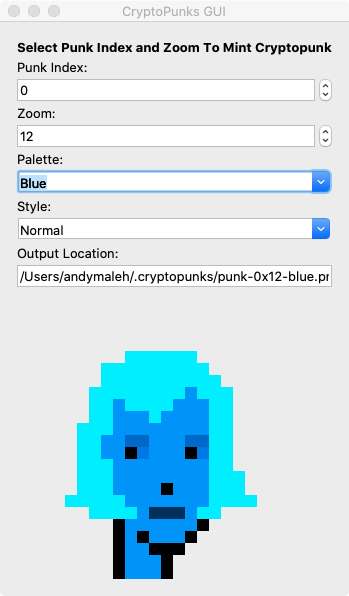 CryptoPunks GUI
Select Punk Index and Zoom To Mint Cryptopunk
Punk Index:
0
Zoom:
12
Palette:
Blue
Style:
Normal
Output Location:
/Users/andymaleh/.cryptopunks/punk-0x12-blue.pr